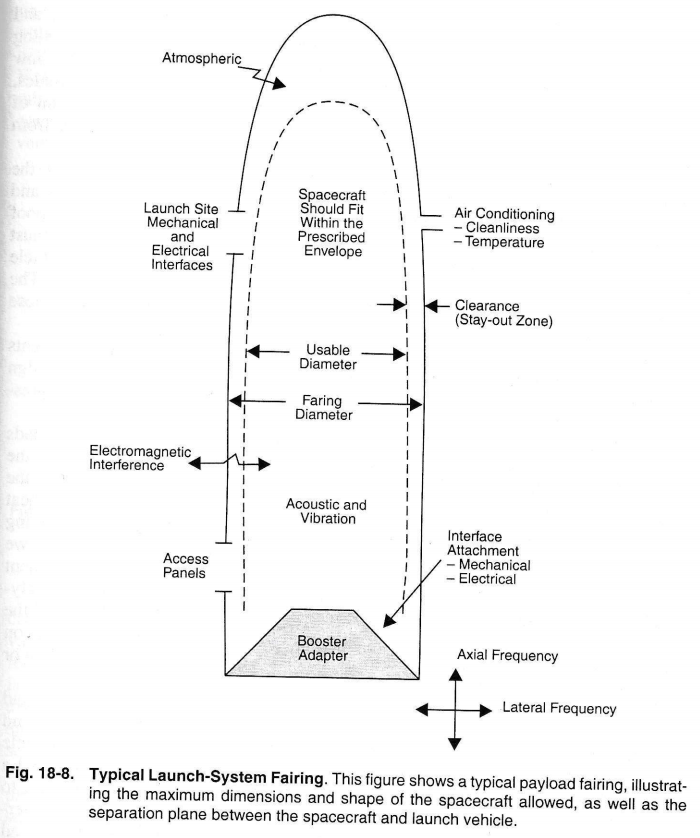 Atmospheric
Spacecraft
Should Fit
Within the
Prescribed
Envelope
Launch Site
Mechanical
and
Electrical
Interfaces
Air Conditioning
– Cleanliness
– Temperature
Clearance
(Stay-out Zone)
Usable
Diameter
Faring
Diameter
Electromagnetic
Interference
Acoustic and
Vibration
Interface
Attachment
– Mechanical
– Electrical
Access
Panels
Booster
Adapter
Axial Frequency
Lateral Frequency
Fig. 18-8. Typical Launch-System Fairing. This figure shows a typical payload fairing, illustrat-
ing the maximum dimensions and shape of the spacecraft allowed, as well as the
separation plane between the spacecraft and launch vehicle.